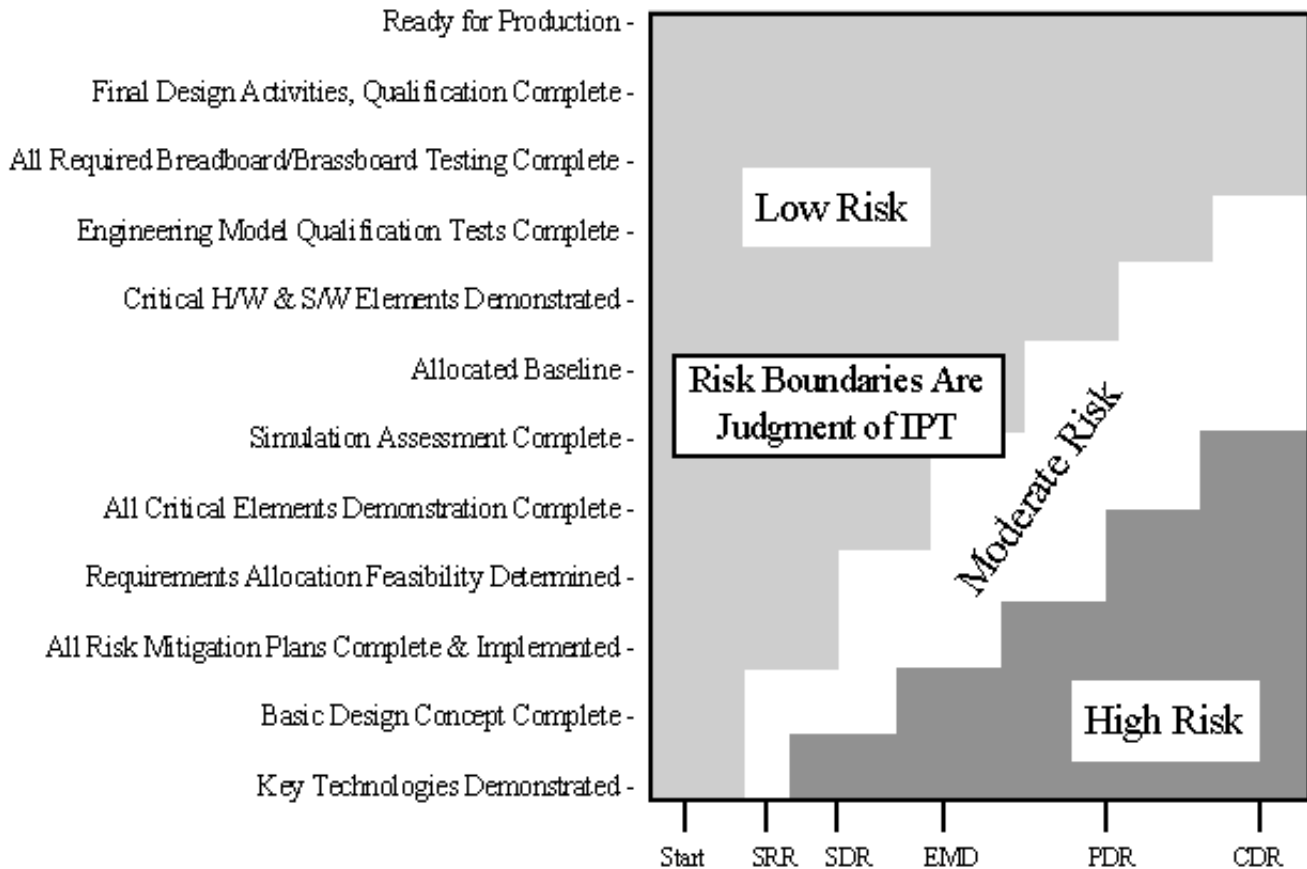 Ready for Production -
Final Design Activities, Qualification Complete -
All Required Breadboard/Brassboard Testing Complete -
Engineering Model Qualification Tests Complete -
Critical H/W & S/W Elements Demonstrated -
Allocated Baseline -
Simulation Assessment Complete -
All Critical Elements Demonstration Complete -
Requirements Allocation Feasibility Determined -
All Risk Mitigation Plans Complete & Implemented -
Basic Design Concept Complete -
Key Technologies Demonstrated -
Low Risk
Risk Boundaries Are
Judgment of IPT
Moderate Risk
High Risk
Start SRR SDR EMD PDR CDR